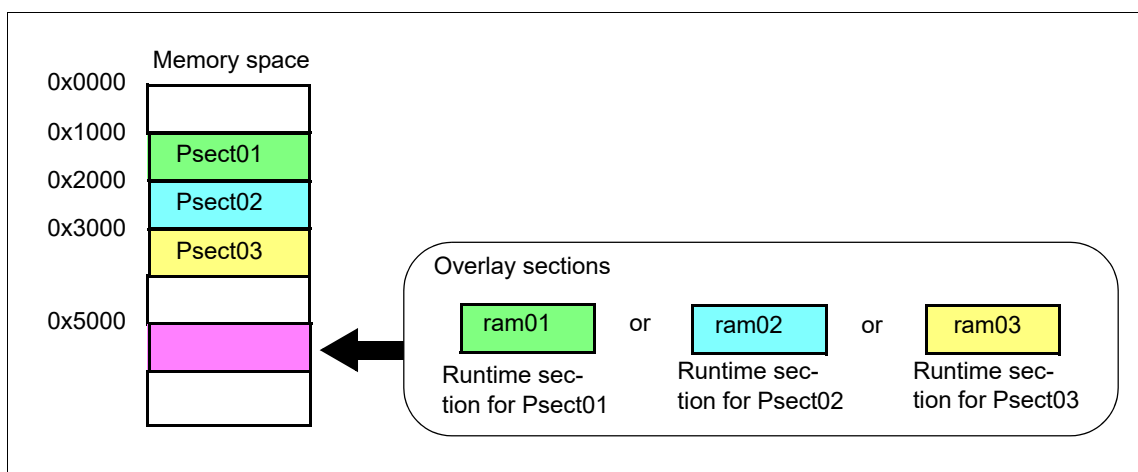 Memory space
0x0000
0x1000
Psect01
0x2000
Psect02
0x3000
Psect03
0x5000
Overlay sections
ram01 or ram02 or ram03
Runtime sec-
tion for Psect01
Runtime sec-
tion for Psect02
Runtime sec-
tion for Psect03